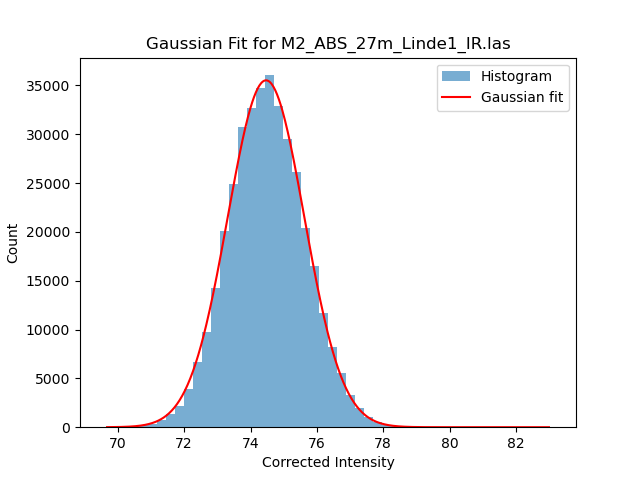 Gaussian Fit for M2_ABS_27m_Linde1_IR.las
Histogram
Gaussian fit
35000
30000
25000
20000
15000
10000
5000
0
Count
70 72 74 76 78 80 82
Corrected Intensity